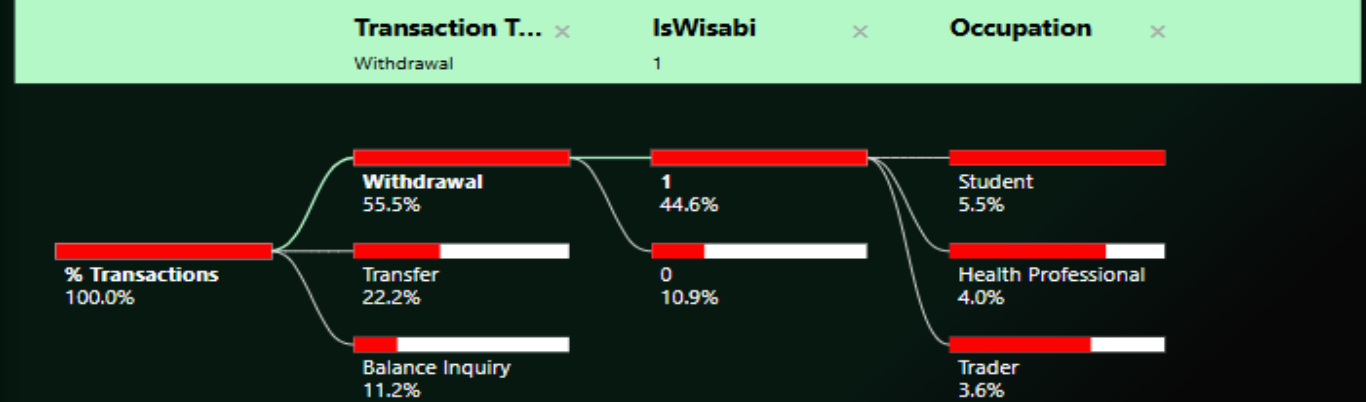 Transaction T... ×
Withdrawal
IsWisabi ×
1
Occupation ×
% Transactions
100.0%
Withdrawal
55.5%
Transfer
22.2%
Balance Inquiry
11.2%
1
44.6%
0
10.9%
Student
5.5%
Health Professional
4.0%
Trader
3.6%